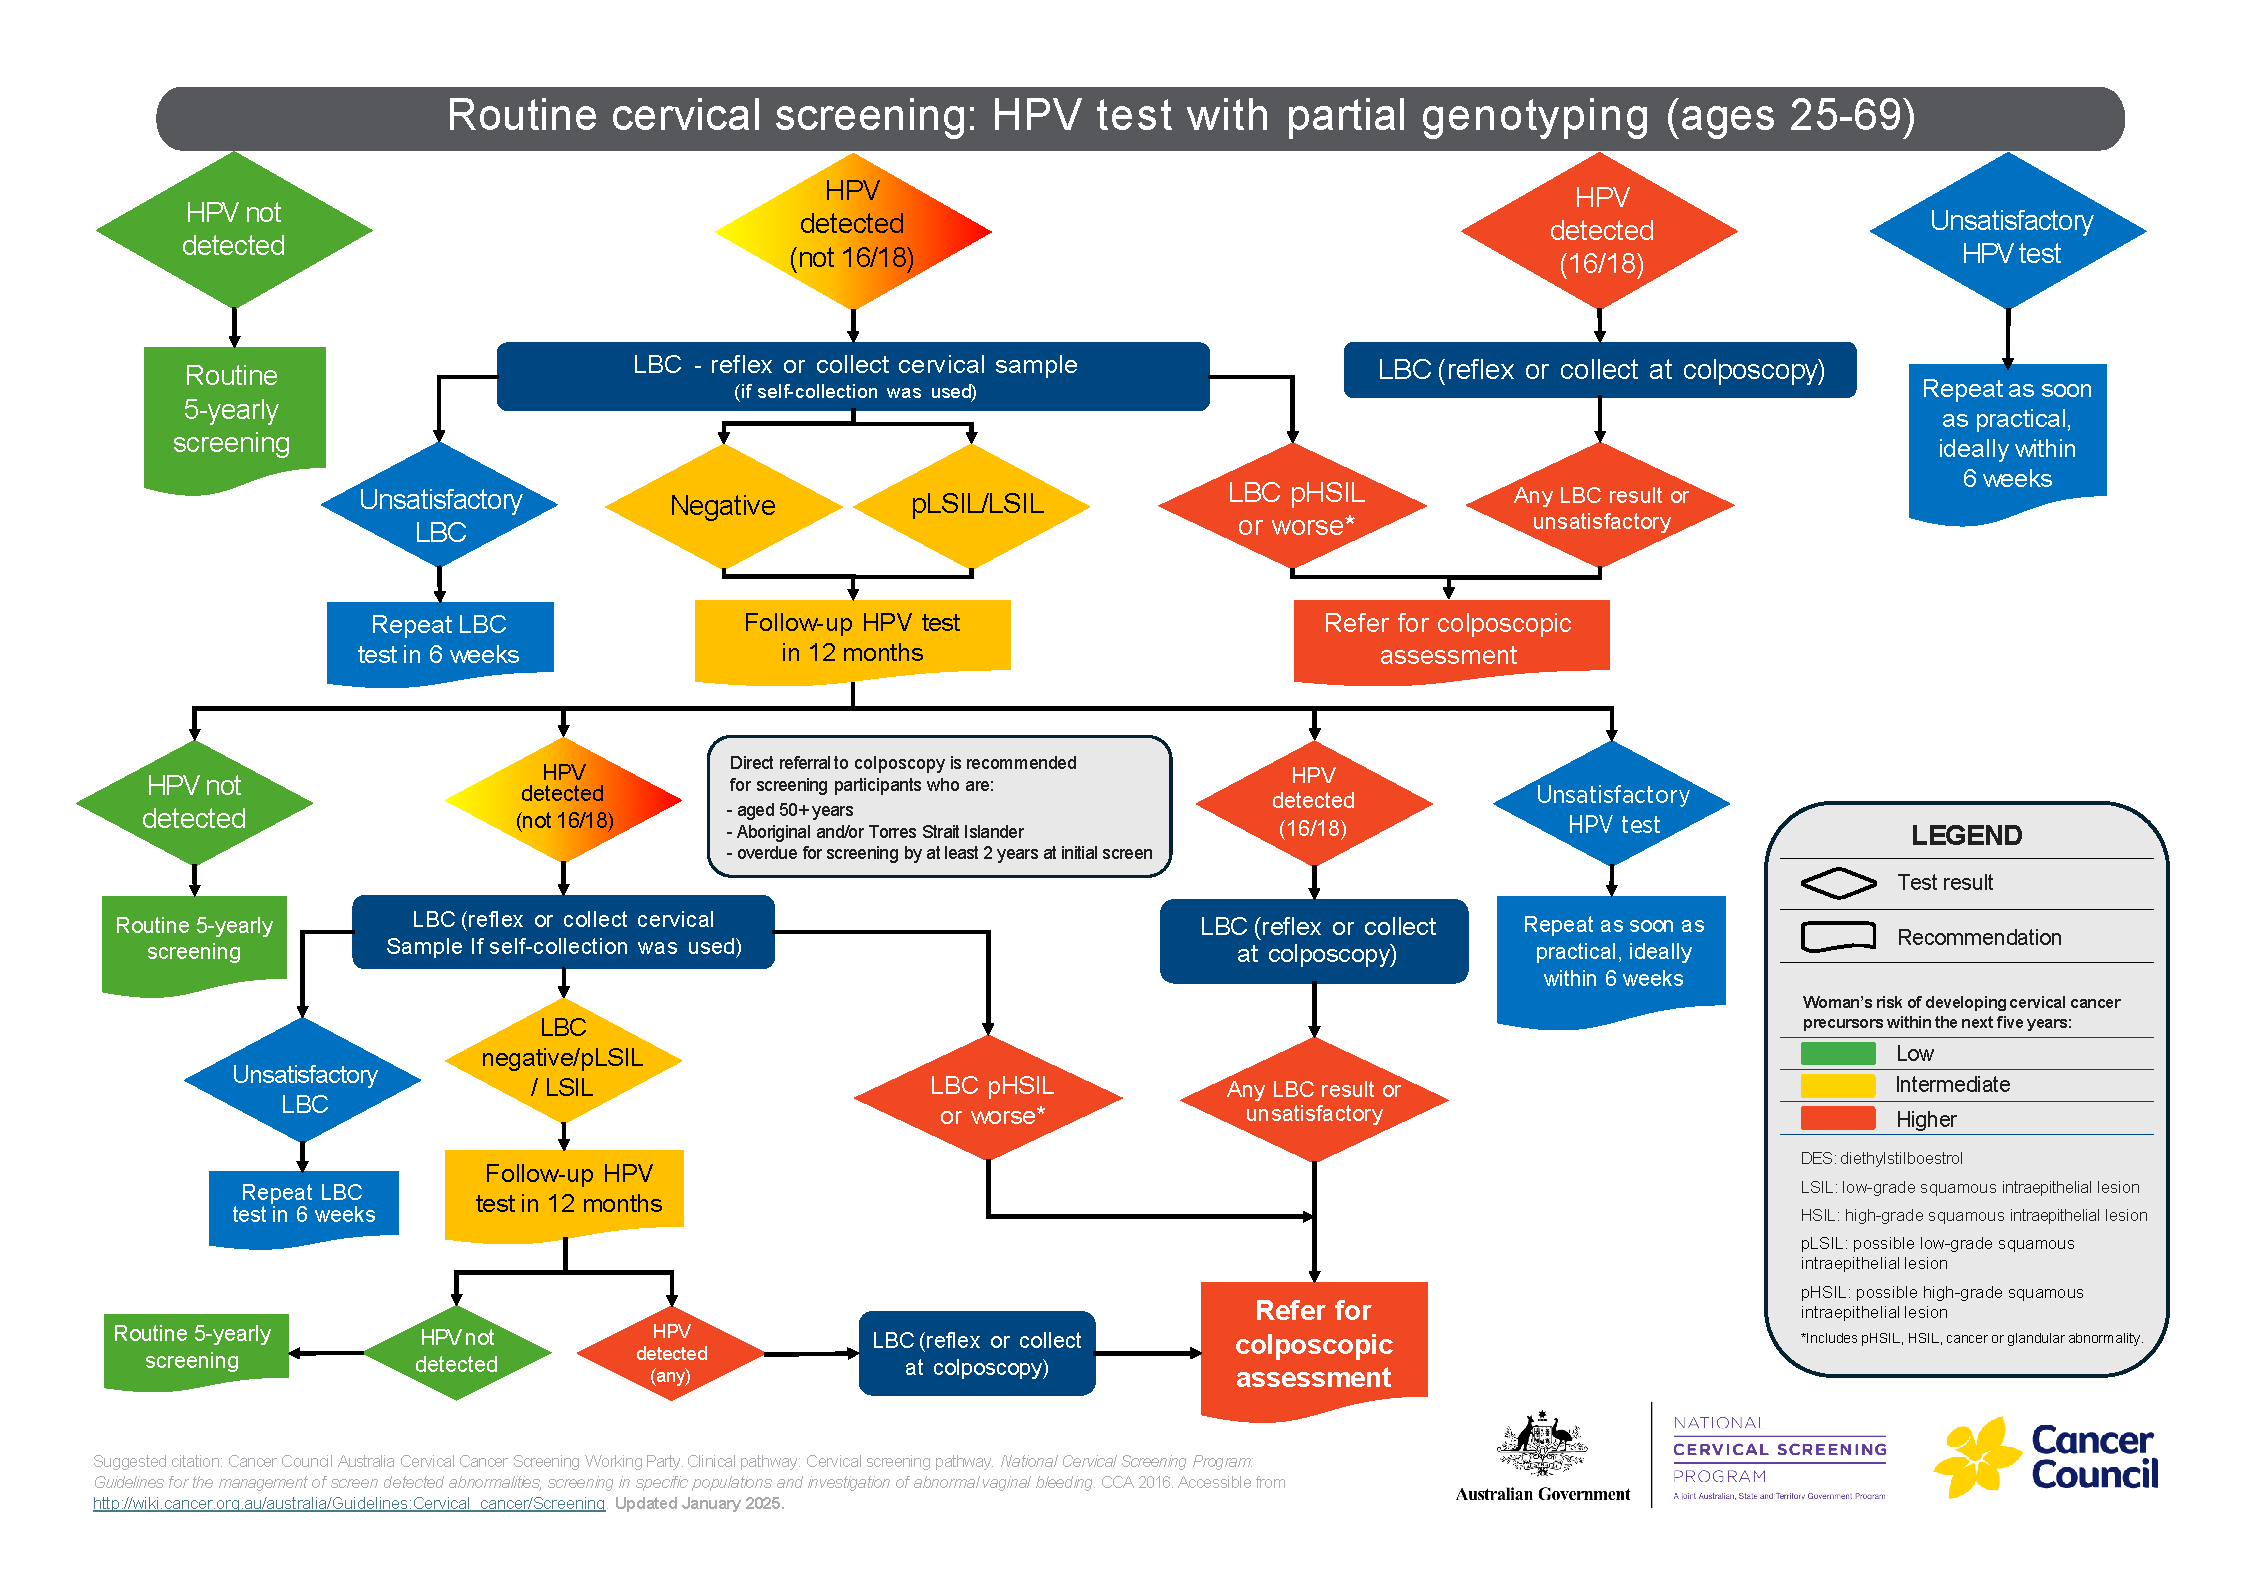 Routine cervical screening: HPV test with partial genotyping (ages 25-69)
HPV not
detected
HPV
detected
(not 16/18)
HPV
detected
(16/18)
Unsatisfactory
HPV test
Routine
5-yearly
screening
LBC - reflex or collect cervical sample
(if self-collection was used)
LBC (reflex or collect at colposcopy)
Repeat as soon
as practical,
ideally within
6 weeks
Unsatisfactory
LBC
Negative
pLSIL/LSIL
LBC pHSIL
or worse*
Any LBC result or
unsatisfactory
Repeat LBC
test in 6 weeks
Follow-up HPV test
in 12 months
Refer for colposcopic
assessment
HPV not
detected
HPV
detected
(not 16/18)
Direct referral to colposcopy is recommended
for screening participants who are:
- aged 50+ years
- Aboriginal and/or Torres Strait Islander
- overdue for screening by at least 2 years at initial screen
HPV
detected
(16/18)
Unsatisfactory
HPV test
Routine 5-yearly
screening
LBC (reflex or collect cervical
Sample If self-collection was used)
LBC (reflex or collect
at colposcopy)
Repeat as soon as
practical, ideally
within 6 weeks
Unsatisfactory
LBC
LBC
negative/pLSIL
/ LSIL
LBC pHSIL
or worse*
Any LBC result or
unsatisfactory
Repeat LBC
test in 6 weeks
Follow-up HPV
test in 12 months
Routine 5-yearly
screening
HPV not
detected
HPV
detected
(any)
LBC (reflex or collect
at colposcopy)
Refer for
colposcopic
assessment
LEGEND
Test result
Recommendation
Woman's risk of developing cervical cancer
precursors within the next five years:
Low
Intermediate
Higher
DES: diethylstilboestrol
LSIL: low-grade squamous intraepithelial lesion
HSIL: high-grade squamous intraepithelial lesion
pLSIL: possible low-grade squamous
intraepithelial lesion
pHSIL: possible high-grade squamous
intraepithelial lesion
*Includes pHSIL, HSIL, cancer or glandular abnormality.
Suggested citation: Cancer Council Australia Cervical Cancer Screening Working Party. Clinical pathway: Cervical screening pathway. National Cervical Screening Program:
Guidelines for the management of screen detected abnormalities, screening in specific populations and investigation of abnormal vaginal bleeding. CCA 2016. Accessible from
http://wiki.cancer.org.au/australia/Guidelines:Cervical_cancer/Screening. Updated January 2025.
Australian Government
NATIONAL
CERVICAL SCREENING
PROGRAM
A joint Australian, State and Territory Government Program
Cancer
Council